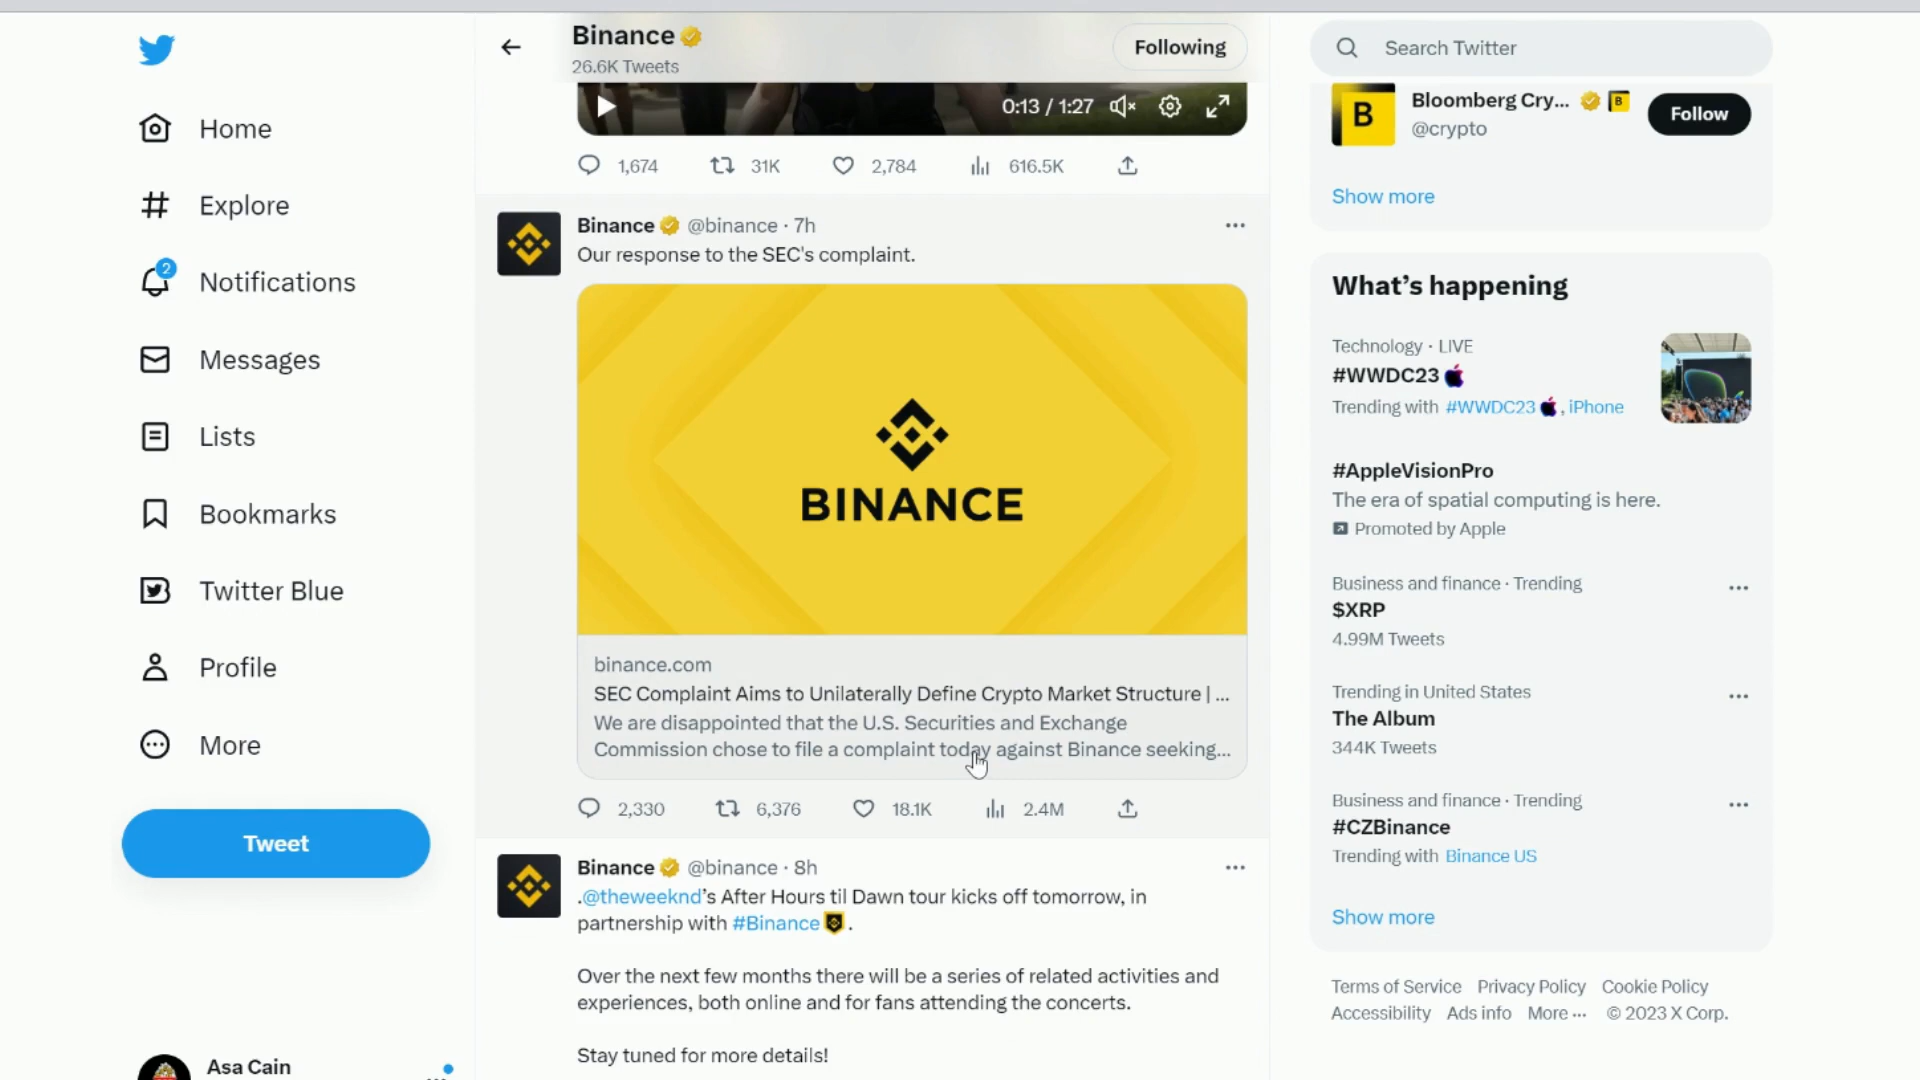 Home
Explore
2
Notifications
Messages
Lists
Bookmarks
Twitter Blue
Profile
More
Tweet
Asa Cain
Binance
26.6K Tweets
Following
0:13 / 1:27
1,674
31K
2,784
616.5K
Binance @binance · 7h
Our response to the SEC's complaint.
BINANCE
binance.com
SEC Complaint Aims to Unilaterally Define Crypto Market Structure | ...
We are disappointed that the U.S. Securities and Exchange
Commission chose to file a complaint today against Binance seeking...
2,330
6,376
18.1K
2.4M
Binance @binance · 8h
.@theweeknd's After Hours til Dawn tour kicks off tomorrow, in
partnership with #Binance .
Over the next few months there will be a series of related activities and
experiences, both online and for fans attending the concerts.
Stay tuned for more details!
Search Twitter
B
Bloomberg Cry... B
@crypto
Follow
Show more
What's happening
Technology · LIVE
#WWDC23
Trending with #WWDC23 , iPhone
#AppleVisionPro
The era of spatial computing is here.
Promoted by Apple
Business and finance · Trending
$XRP
4.99M Tweets
Trending in United States
The Album
344K Tweets
Business and finance · Trending
#CZBinance
Trending with Binance US
Show more
Terms of Service Privacy Policy Cookie Policy
Accessibility Ads info More ··· © 2023 X Corp.